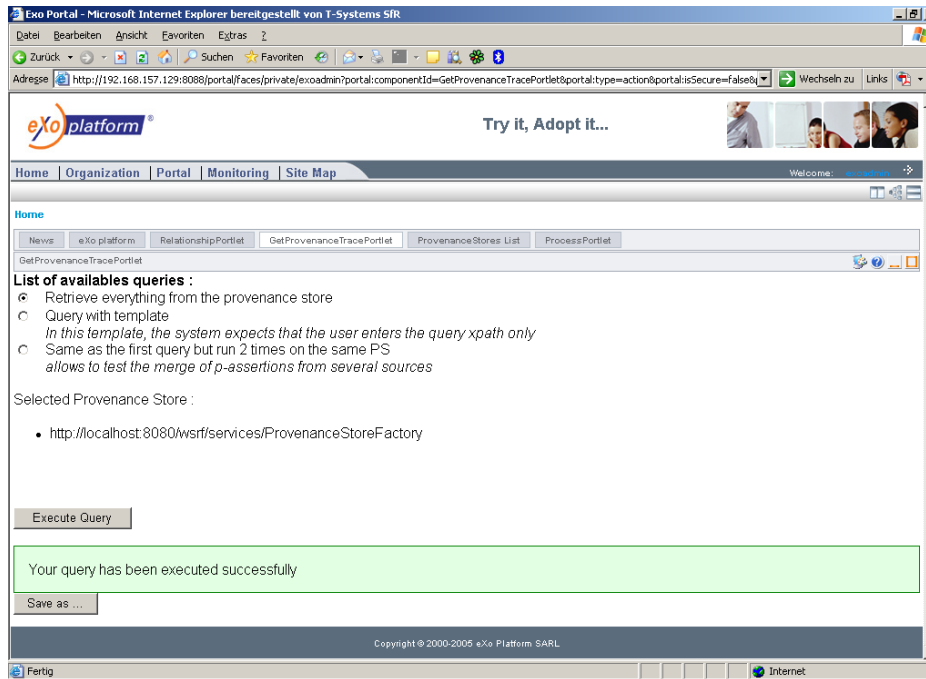 Exo Portal - Microsoft Internet Explorer bereitgestellt von T-Systems SfR
Datei Bearbeiten Ansicht Favoriten Extras ?
Zurück Suchen Favoriten
Adresse http://192.168.157.129:8088/portal/faces/private/exoadmin?portal:componentId=GetProvenanceTracePortlet&portal:type=action&portal:isSecure=false& Wechseln zu Links
eXo platform ® Try it, Adopt it...
Home Organization Portal Monitoring Site Map Welcome:
Home
News eXo platform RelationshipPortlet GetProvenanceTracePortlet ProvenanceStores List ProcessPortlet
GetProvenanceTracePortlet
List of availables queries :
Retrieve everything from the provenance store
Query with template
In this template, the system expects that the user enters the query xpath only
Same as the first query but run 2 times on the same PS
allows to test the merge of p-assertions from several sources
Selected Provenance Store :
• http://localhost:8080/wsrf/services/ProvenanceStoreFactory
Execute Query
Your query has been executed successfully
Save as ...
Copyright © 2000-2005 eXo Platform SARL
Fertig Internet